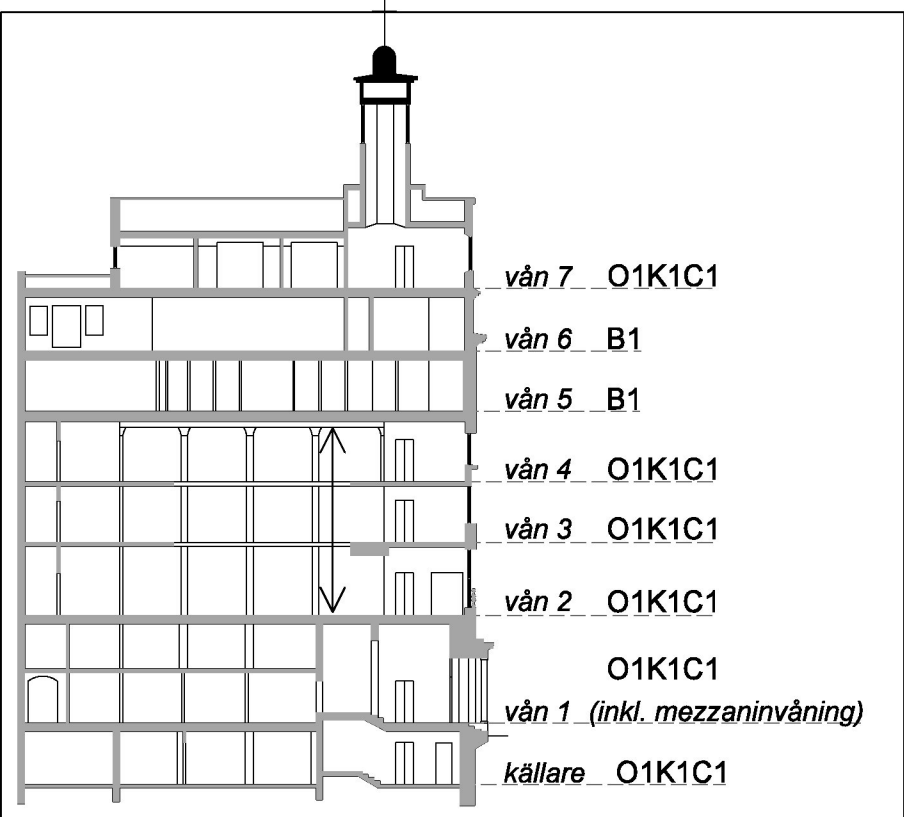 vån 7 O1K1C1
vån 6 B1
vån 5 B1
vån 4 O1K1C1
vån 3 O1K1C1
vån 2 O1K1C1
O1K1C1
vån 1 (inkl. mezzaninvåning)
källare O1K1C1